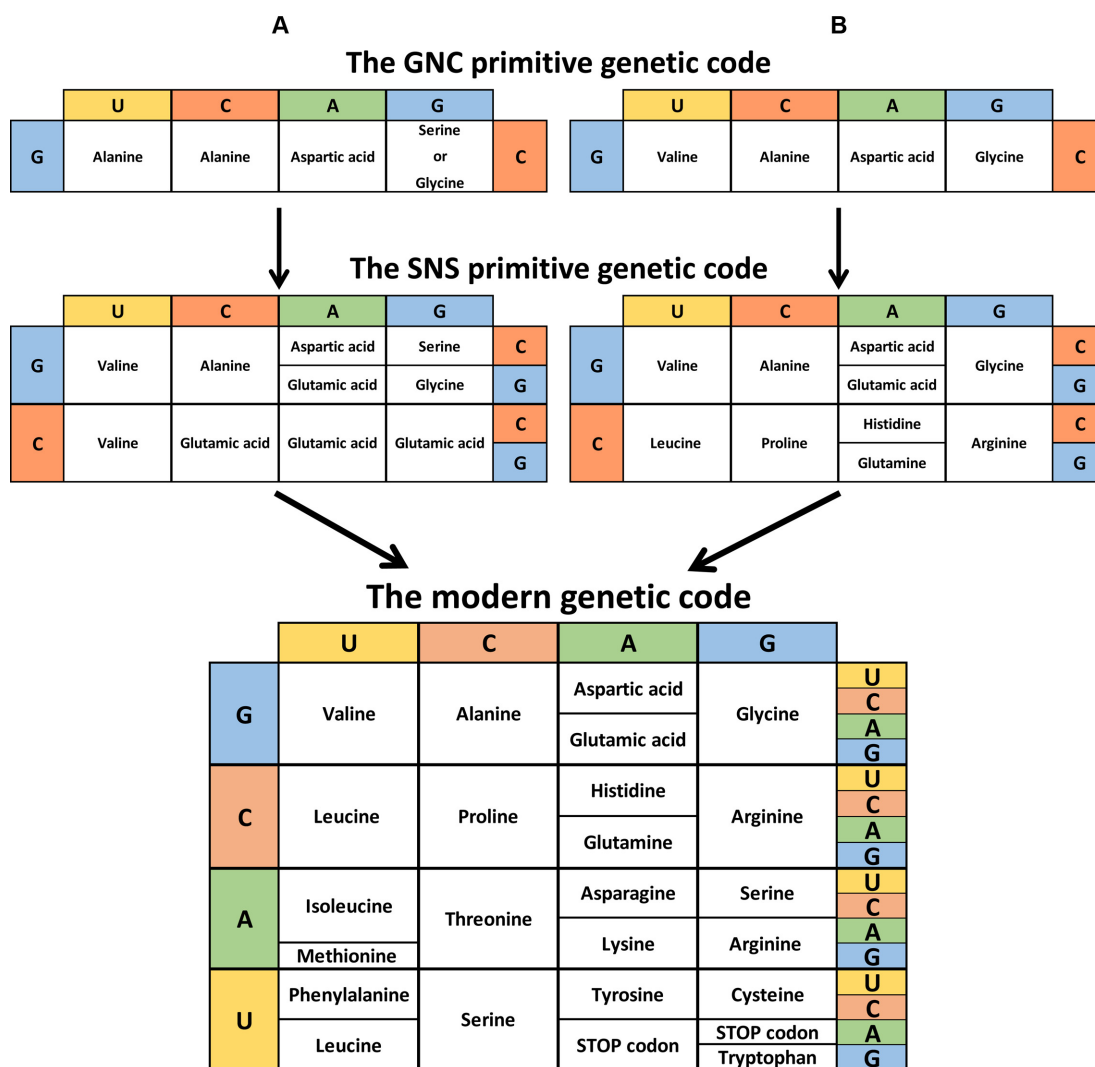 A B
The GNC primitive genetic code
U C A G
G Alanine Alanine Aspartic acid Serine or Glycine C
U C A G
G Valine Alanine Aspartic acid Glycine C
The SNS primitive genetic code
U C A G
G Valine Alanine Aspartic acid Serine C
Glutamic acid Glycine G
C Valine Glutamic acid Glutamic acid Glutamic acid C
G
U C A G
G Valine Alanine Aspartic acid Glycine C
Glutamic acid G
C Leucine Proline Histidine Arginine C
Glutamine G
The modern genetic code
U C A G
G Valine Alanine Aspartic acid Glycine U
C
Glutamic acid A
G
C Leucine Proline Histidine Arginine U
C
Glutamine A
G
A Isoleucine Threonine Asparagine Serine U
C
Lysine Arginine A
Methionine G
U Phenylalanine Serine Tyrosine Cysteine U
C
Leucine STOP codon STOP codon A
Tryptophan G